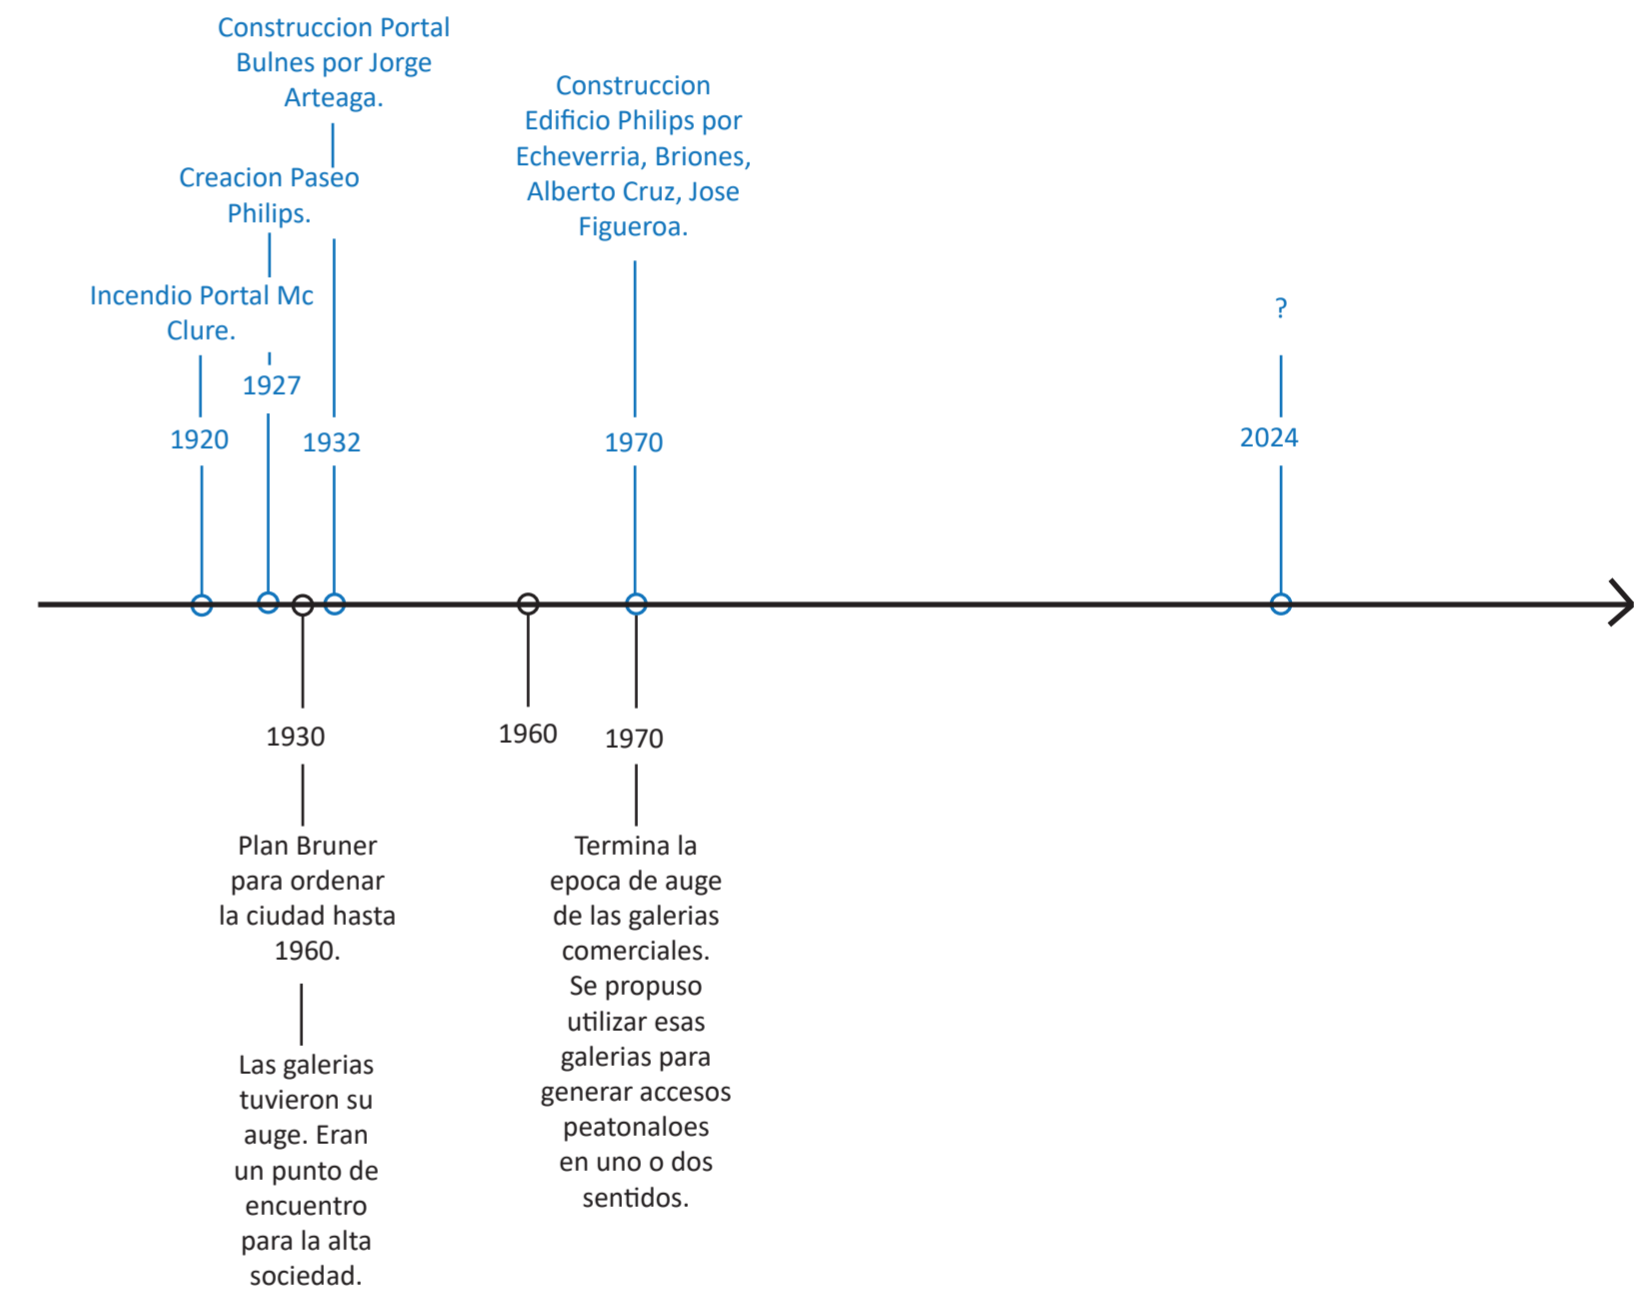 Construccion Portal
Bulnes por Jorge
Arteaga.
Construccion
Edificio Philips por
Echeverria, Briones,
Alberto Cruz, Jose
Figueroa.
Creacion Paseo
Philips.
Incendio Portal Mc
Clure.
?
1927
1920
1932
1970
2024
1930
1960
1970
Plan Bruner
para ordenar
la ciudad hasta
1960.
Las galerias
tuvieron su
auge. Eran
un punto de
encuentro
para la alta
sociedad.
Termina la
epoca de auge
de las galerias
comerciales.
Se propuso
utilizar esas
galerias para
generar accesos
peatonaloes
en uno o dos
sentidos.